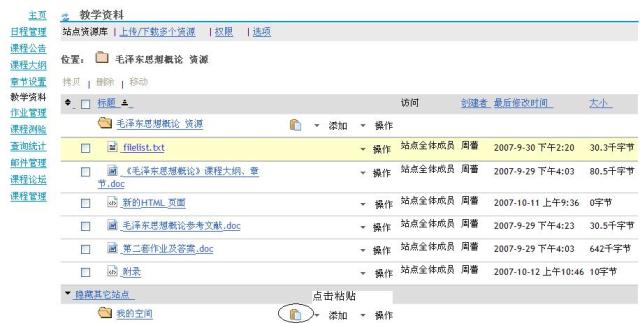 教学资料
主页
日程管理
课程公告
课程大纲
章节设置
教学资料
作业管理
课程测验
查询统计
邮件管理
课程论坛
课程管理
站点资源库 | 上传/下载多个资源 | 权限 | 选项
位置： 毛泽东思想概论 资源
拷贝 | 删除 | 移动
标题 访问 创建者 最后修改时间 大小
毛泽东思想概论 资源 添加 操作
filelist.txt 操作 站点全体成员 周蕾 2007-9-30 下午2:20 30.3千字节
《毛泽东思想概论》课程大纲、章节.doc 操作 站点全体成员 周蕾 2007-9-29 下午4:03 80.5千字节
新的HTML 页面 操作 站点全体成员 周蕾 2007-10-11 上午9:36 0字节
毛泽东思想概论参考文献.doc 操作 站点全体成员 周蕾 2007-9-29 下午4:23 30.5千字节
第二套作业及答案.doc 操作 站点全体成员 周蕾 2007-9-29 下午4:03 642千字节
附录 操作 站点全体成员 周蕾 2007-10-12 上午10:46 10字节
隐藏其它站点 点击粘贴
我的空间 添加 操作